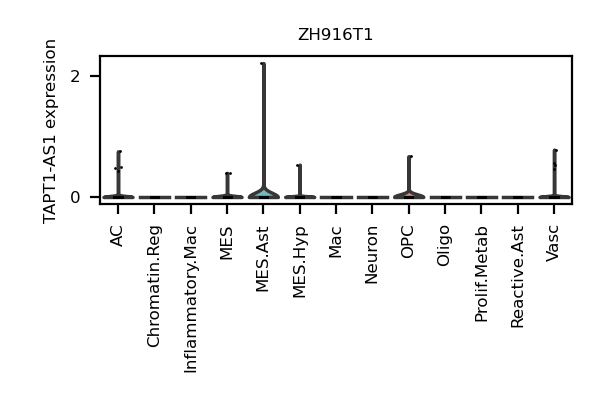 ZH916T1
TAPT1-AS1 expression
2
0
AC
Chromatin.Reg
Inflammatory.Mac
MES
MES.Ast
MES.Hyp
Mac
Neuron
OPC
Oligo
Prolif.Metab
Reactive.Ast
Vasc